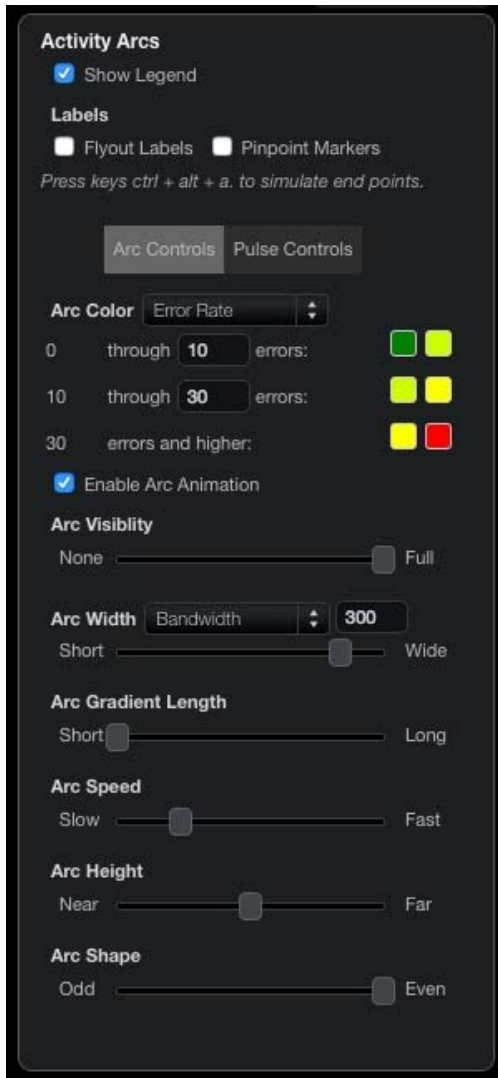 Activity Arcs
Show Legend
Labels
Flyout Labels Pinpoint Markers
Press keys ctrl + alt + a. to simulate end points.
Arc Controls Pulse Controls
Arc Color Error Rate
0 through 10 errors:
10 through 30 errors:
30 errors and higher:
Enable Arc Animation
Arc Visiblity
None Full
Arc Width Bandwidth 300
Short Wide
Arc Gradient Length
Short Long
Arc Speed
Slow Fast
Arc Height
Near Far
Arc Shape
Odd Even